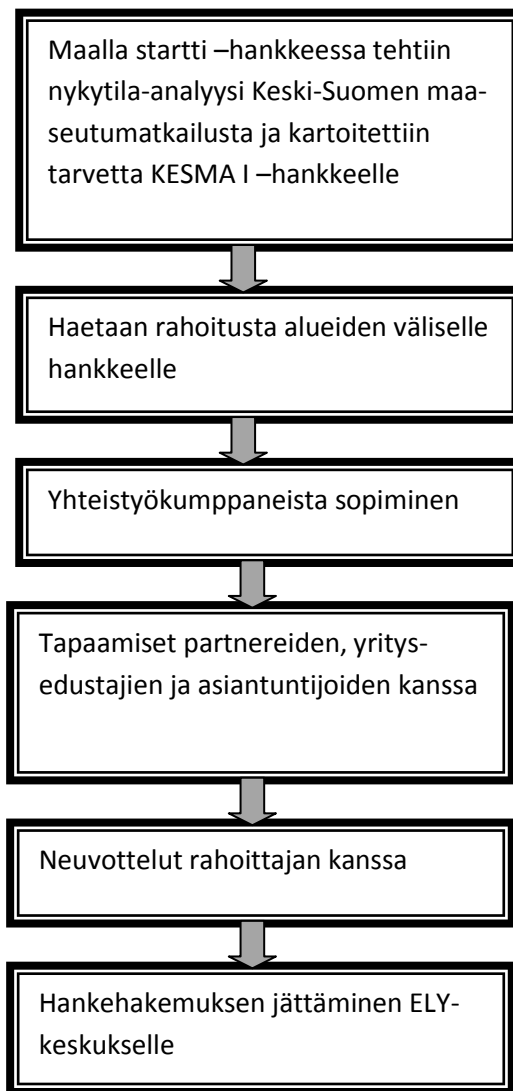 Maalla startti –hankkeessa tehtiin
nykytila-analyysi Keski-Suomen maa-
seutumatkailusta ja kartoitettiin
tarvetta KESMA I –hankkeelle
Haetaan rahoitusta alueiden väliselle
hankkeelle
Yhteistyökumppaneista sopiminen
Tapaamiset partnereiden, yritys-
edustajien ja asiantuntijoiden kanssa
Neuvottelut rahoittajan kanssa
Hankehakemuksen jättäminen ELY-
keskukselle